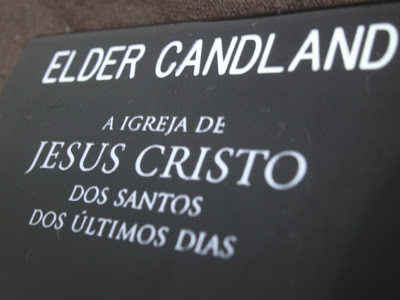 ELDER CANDLAND
A IGREJA DE
JESUS CRISTO
DOS SANTOS
DOS ÚLTIMOS DIAS